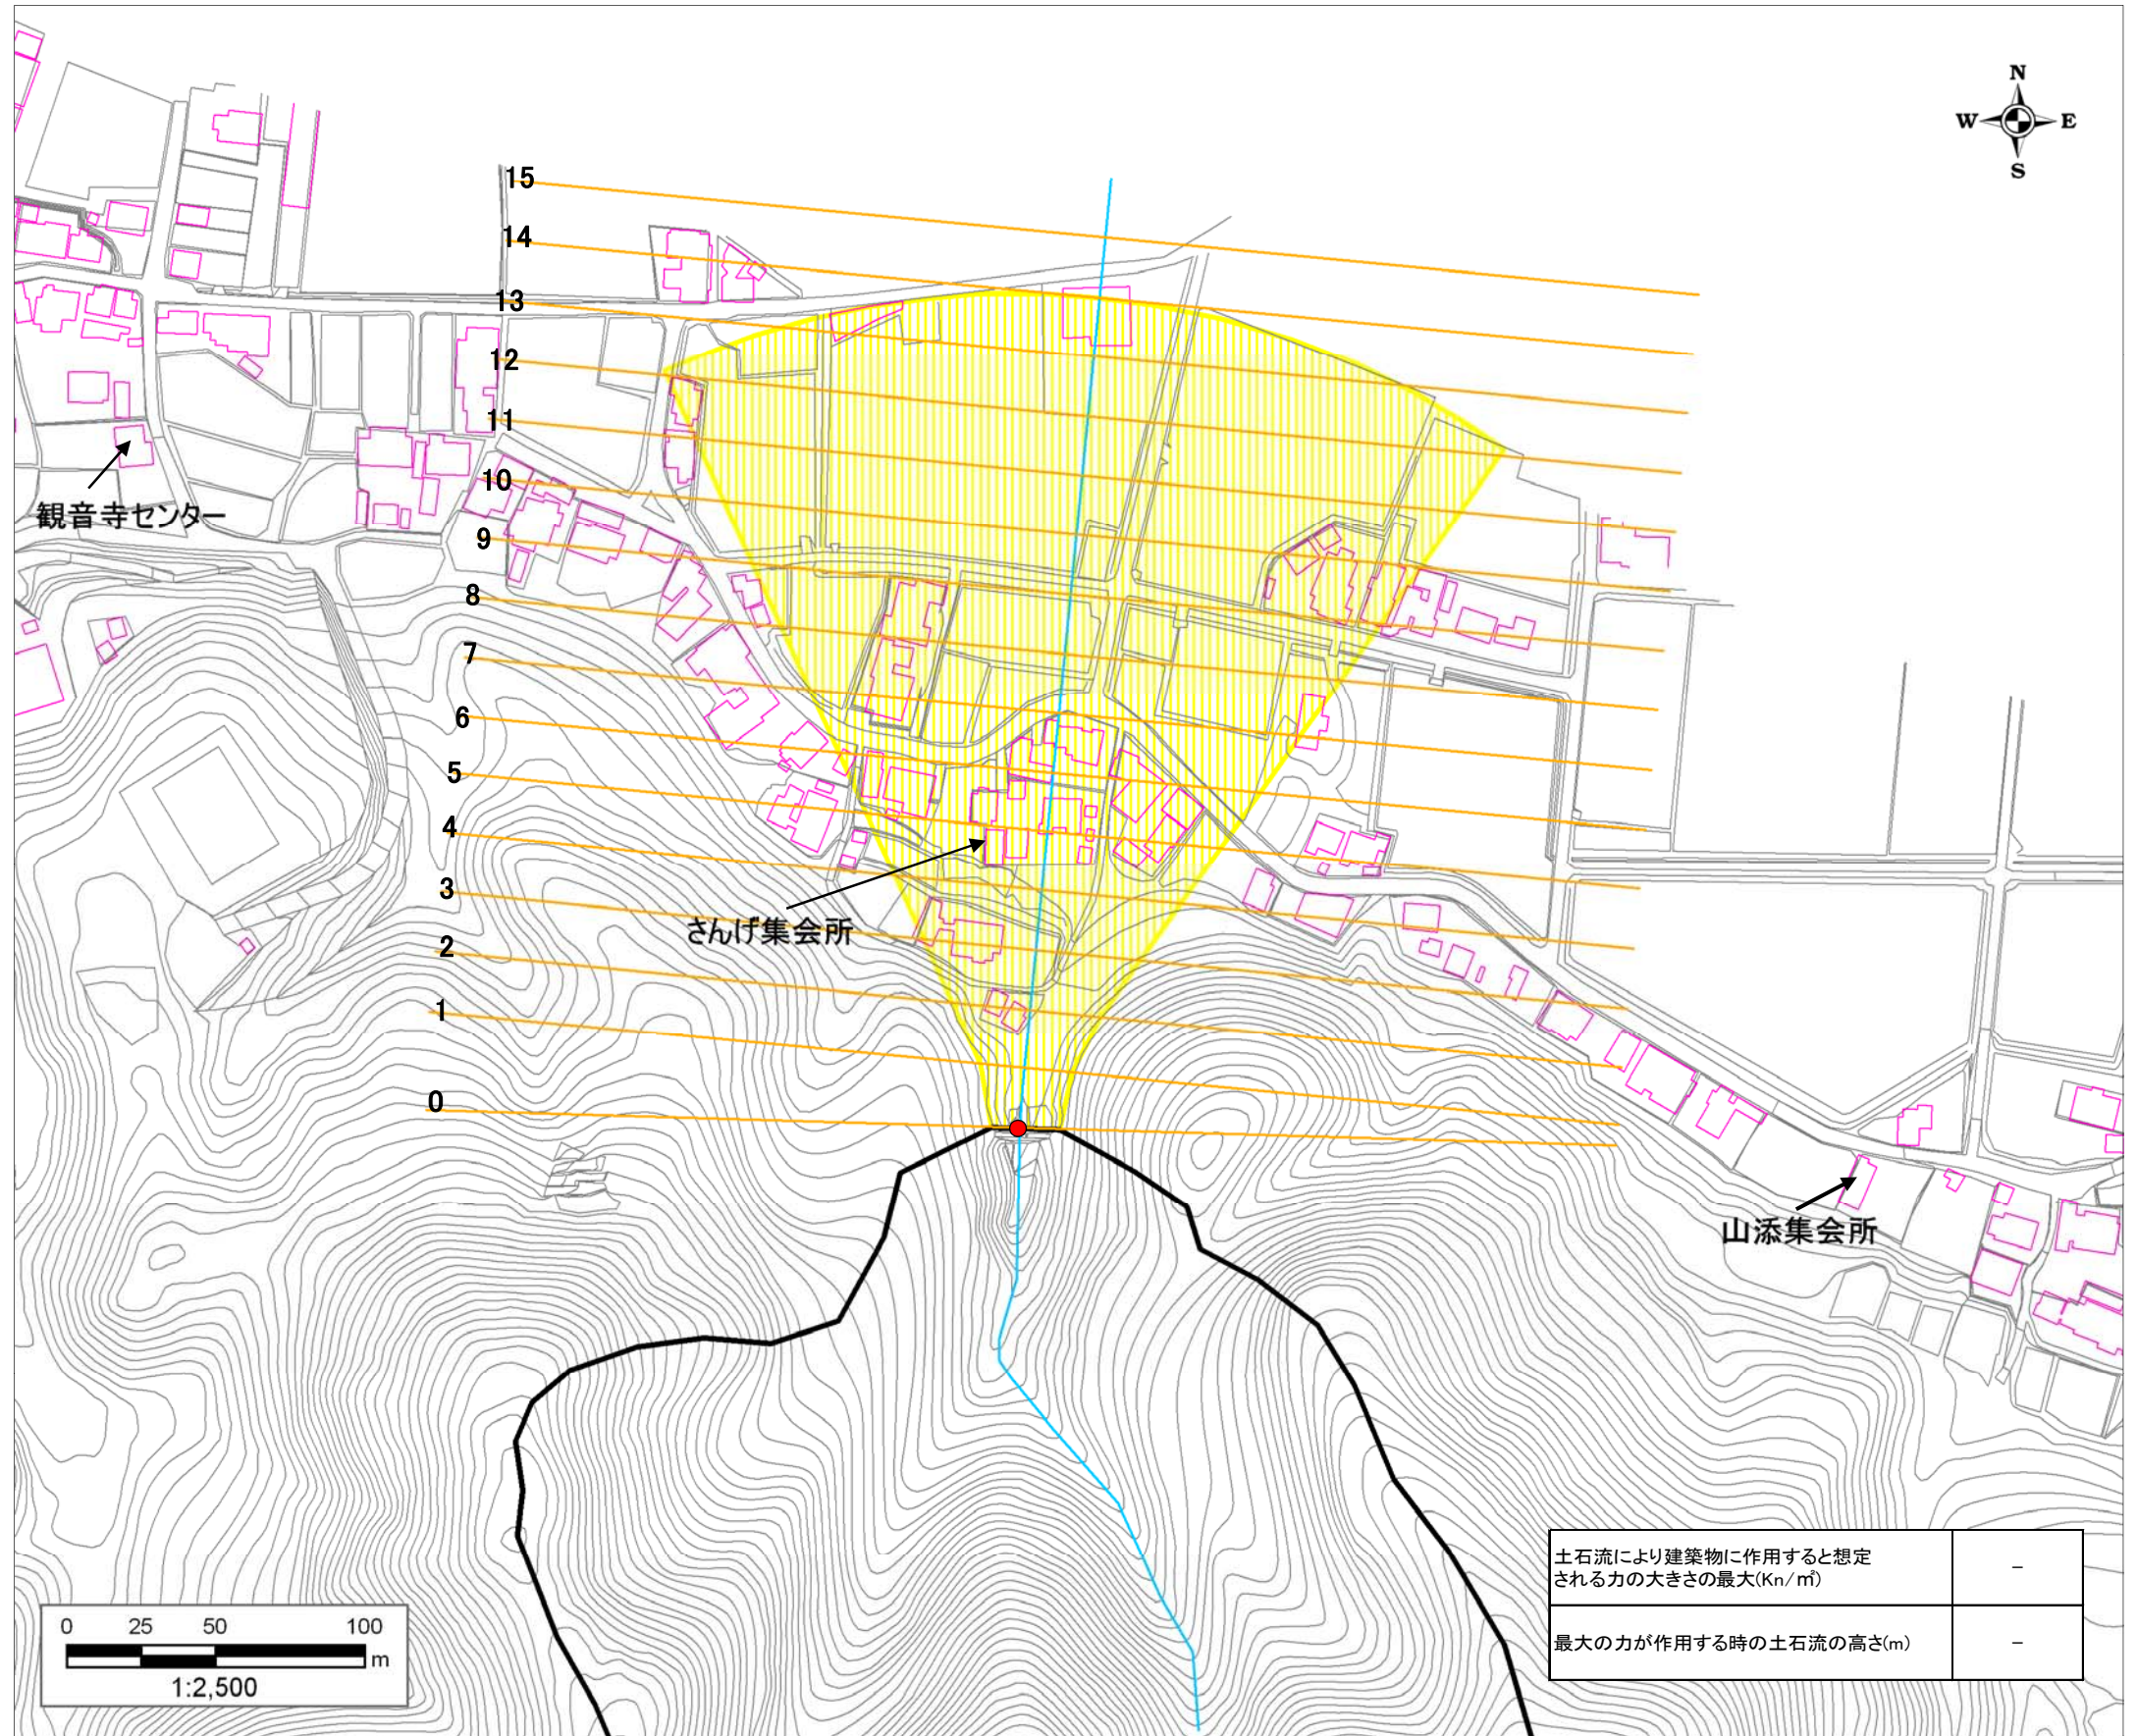 N
W E
S
15
14
13
12
11
10
9
8
7
6
5
4
3
2
1
0
観音寺センター
さんげ集会所
山添集会所
土石流により建築物に作用すると想定
される力の大きさの最大(Kn/㎡)
－
最大の力が作用する時の土石流の高さ(m)
－
0 25 50 100
m
1:2,500